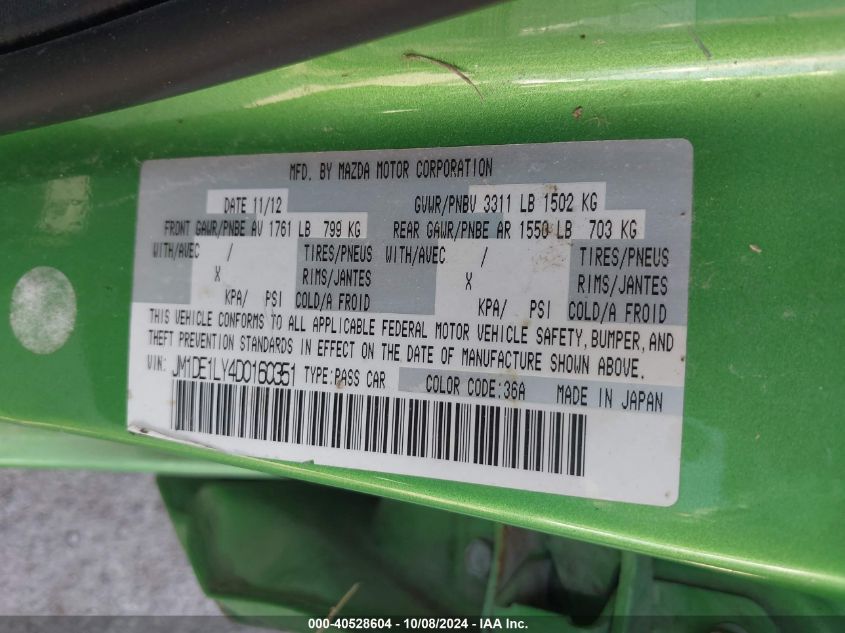 MFD. BY MAZDA MOTOR CORPORATION
DATE 11/12 GVWR/PNBV 3311 LB 1502 KG
FRONT GAWR/PNBE AV 1761 LB 799 KG REAR GAWR/PNBE AR 1550 LB 703 KG
WITH/AVEC / TIRES/PNEUS WITH/AVEC / TIRES/PNEUS
X RIMS/JANTES X RIMS/JANTES
KPA/ PSI COLD/A FROID KPA/ PSI COLD/A FROID
THIS VEHICLE CONFORMS TO ALL APPLICABLE FEDERAL MOTOR VEHICLE SAFETY, BUMPER, AND
THEFT PREVENTION STANDARDS IN EFFECT ON THE DATE OF MANUFACTURE SHOWN ABOVE.
VIN: JM1DE1LY4D0160351 TYPE:PASS CAR COLOR CODE:36A MADE IN JAPAN
000-40528604 - 10/08/2024 - IAA Inc.